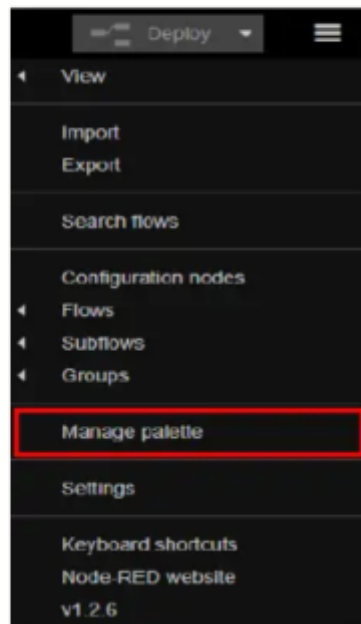 Deploy
View
Import
Export
Search flows
Configuration nodes
Flows
Subflows
Groups
Manage palette
Settings
Keyboard shortcuts
Node-RED website
v1.2.6